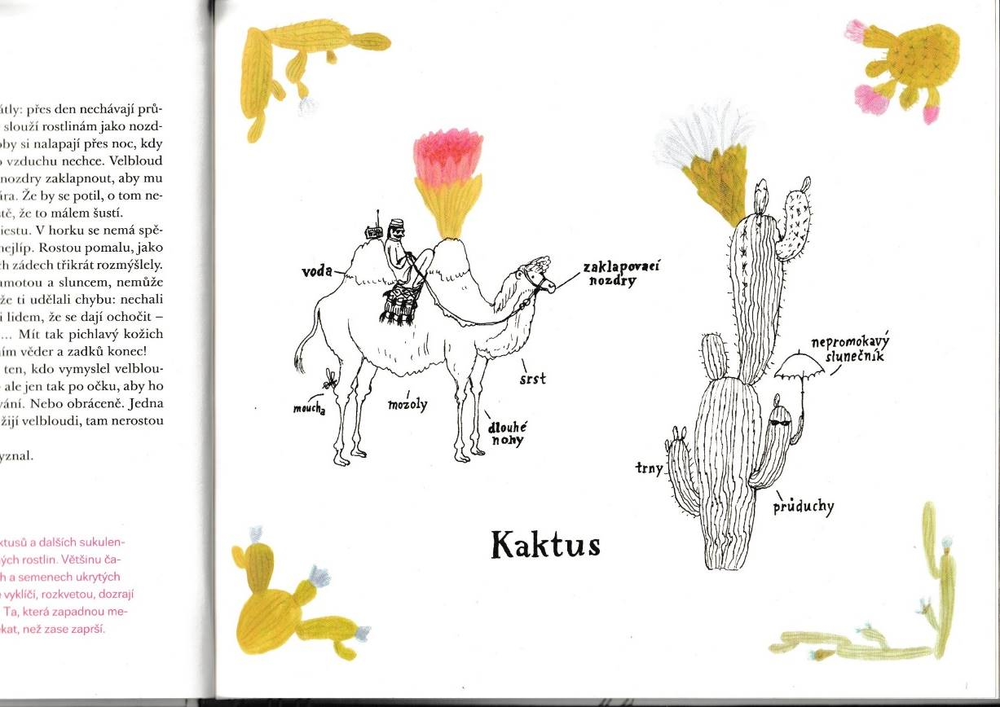 átly: přes den nechávají prů-
slouží rostlinám jako nozd-
oby si nalapají přes noc, kdy
o vzduchu nechce. Velbloud
nozdry zaklapnout, aby mu
ára. Že by se potil, o tom ne-
stě, že to málem šustí.
iestu. V horku se nemá spě-
nejlíp. Rostou pomalu, jako
ch zádech třikrát rozmýšlely.
amotou a sluncem, nemůže
že ti udělali chybu: nechali
i lidem, že se dají ochočit –
... Mít tak pichlavý kožich
ním věder a zadků konec!
ten, kdo vymyslel velblou-
ale jen tak po očku, aby ho
vání. Nebo obráceně. Jedna
žijí velbloudi, tam nerostou
yznal.
ktusů a dalších sukulen-
ných rostlin. Většinu ča-
h a semenech ukrytých
vyklíčí, rozkvetou, dozrají
Ta, která zapadnou me-
kat, než zase zaprší.
voda
zaklapovací
nozdry
srst
moucha
mozoly
dlouhé
nohy
nepromokavý
slunečník
trny
průduchy
Kaktus